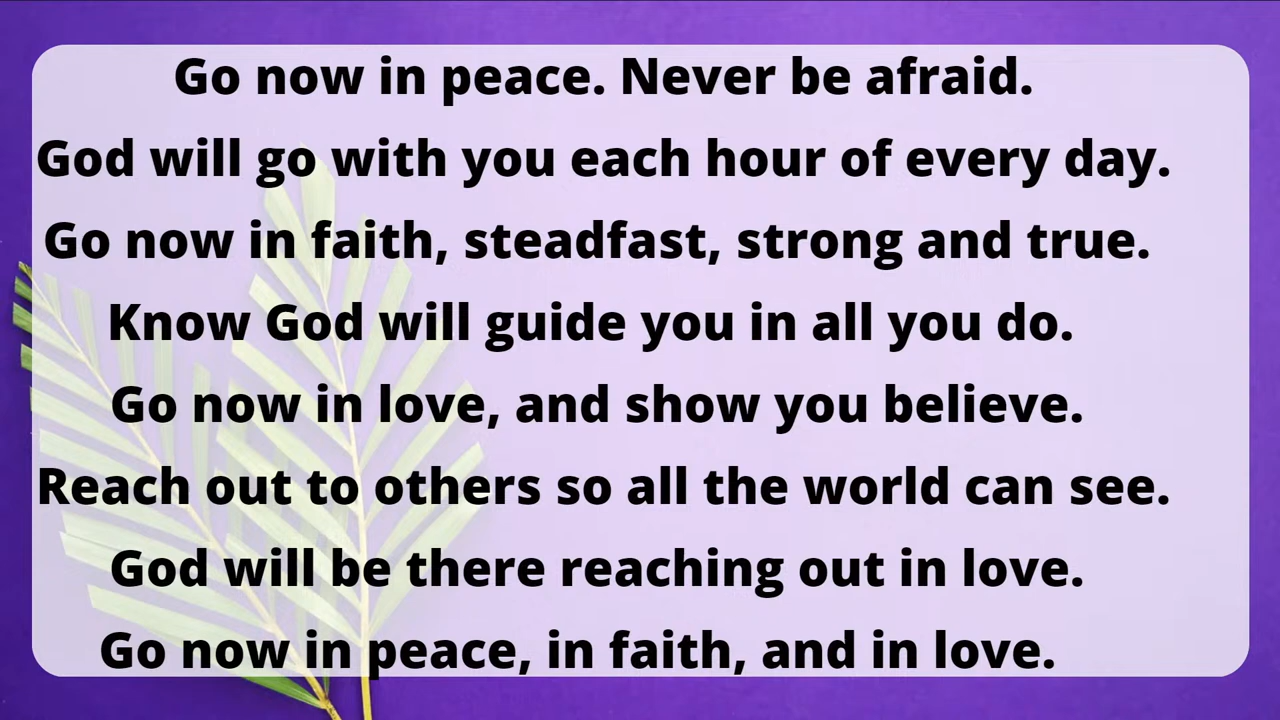 Go now in peace. Never be afraid.
God will go with you each hour of every day.
Go now in faith, steadfast, strong and true.
Know God will guide you in all you do.
Go now in love, and show you believe.
Reach out to others so all the world can see.
God will be there reaching out in love.
Go now in peace, in faith, and in love.